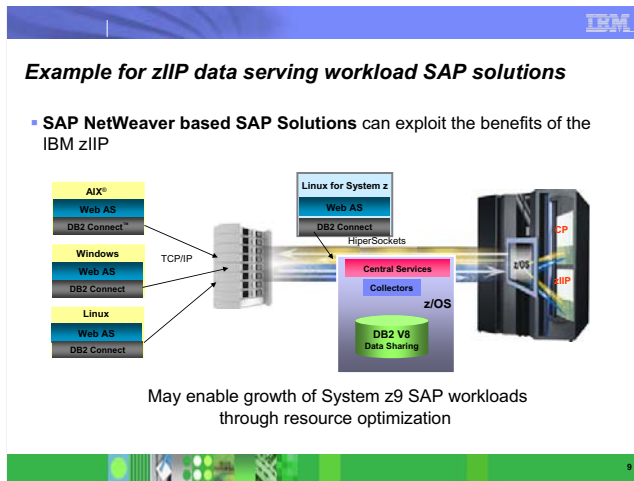 IBM
Example for zIIP data serving workload SAP solutions
▪ SAP NetWeaver based SAP Solutions can exploit the benefits of the
IBM zIIP
AIX®
Web AS
DB2 Connect™
Windows
Web AS
DB2 Connect
Linux
Web AS
DB2 Connect
TCP/IP
Linux for System z
Web AS
DB2 Connect
HiperSockets
Central Services
Collectors
z/OS
DB2 V8
Data Sharing
z/OS
CP
zIIP
May enable growth of System z9 SAP workloads
through resource optimization
9